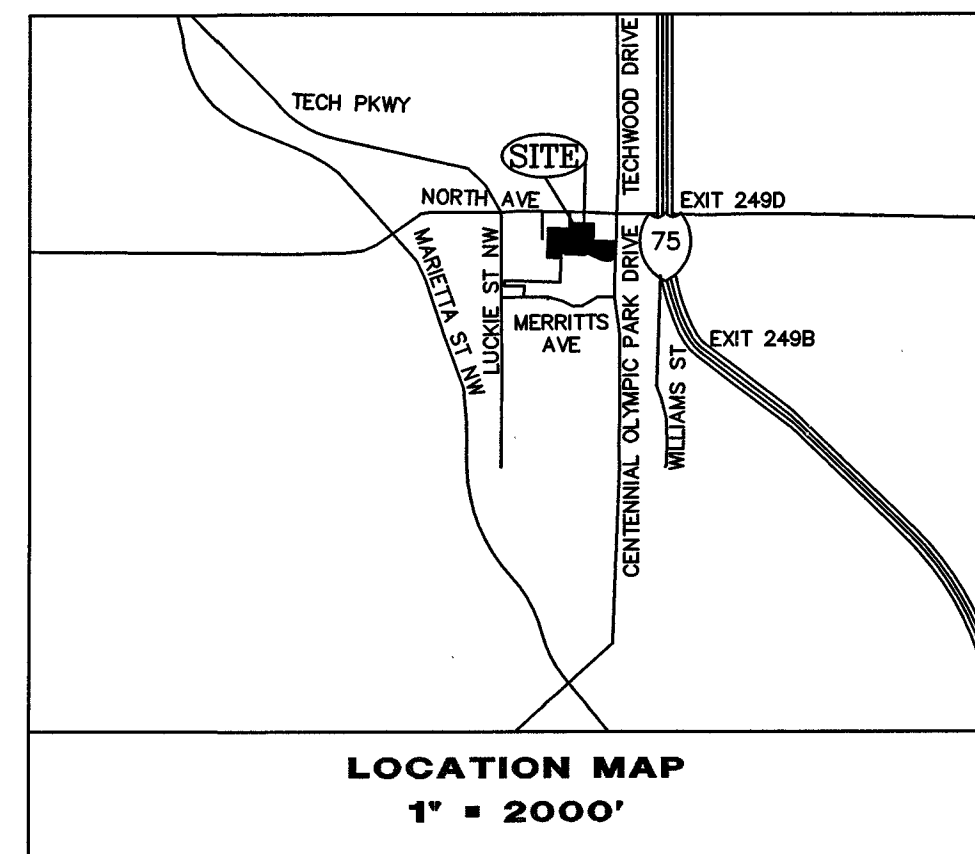 TECHWOOD DRIVE
TECH PKWY
SITE
NORTH AVE
EXIT 249D
75
MARIETTA ST NW
LUCKIE ST NW
MERRITTS
AVE
CENTENNIAL OLYMPIC PARK DRIVE
EXIT 249B
WILLIAMS ST
LOCATION MAP
1" = 2000'